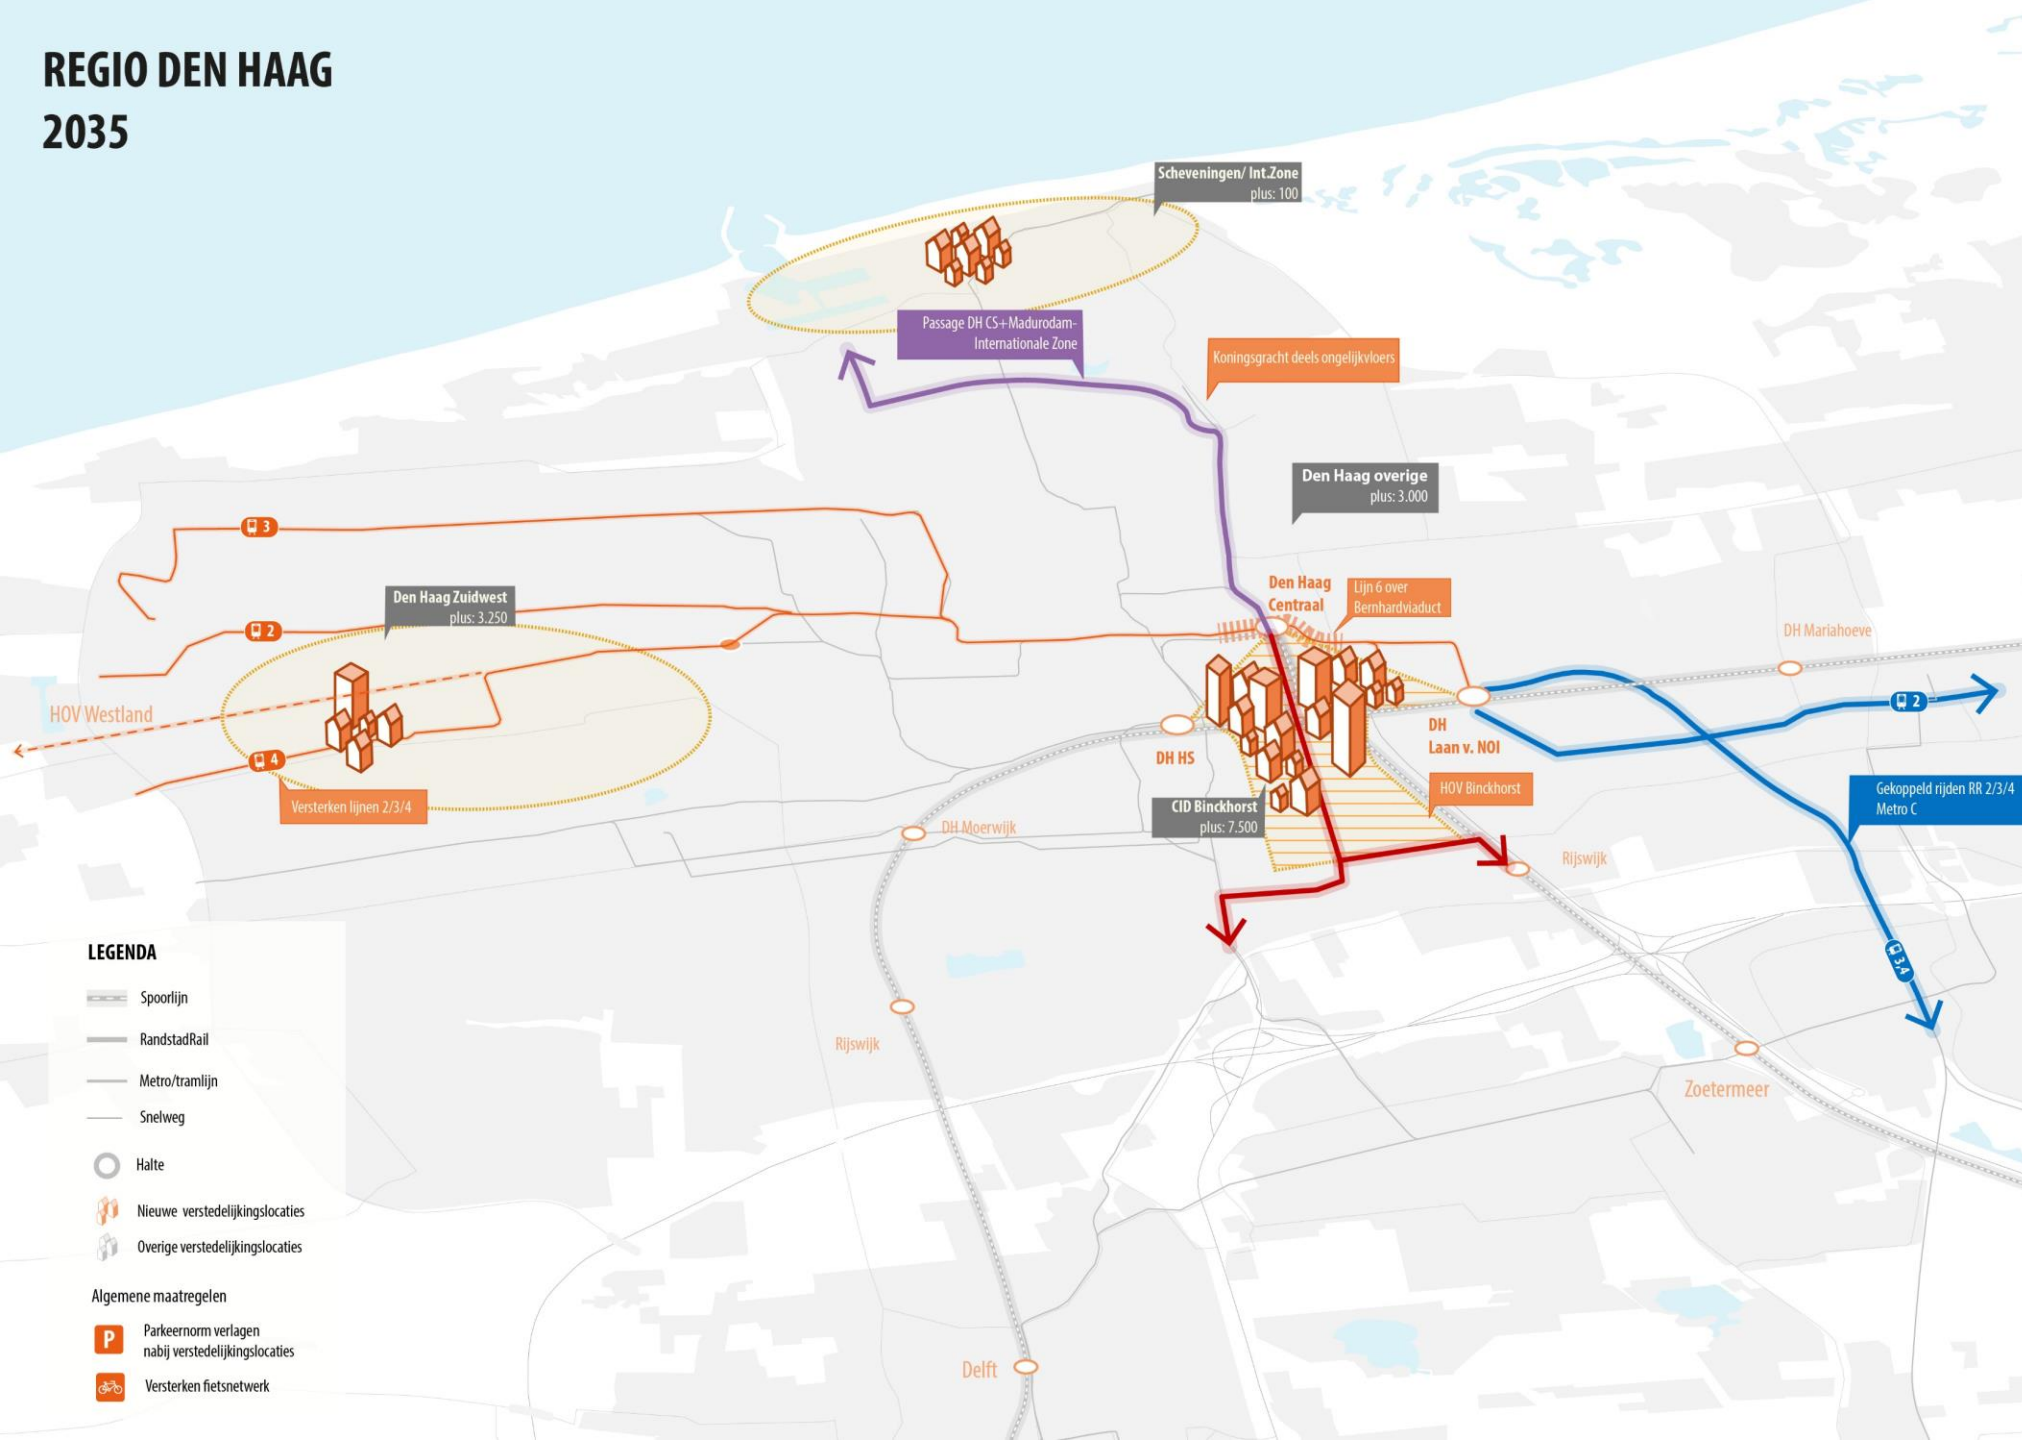 REGIO DEN HAAG
2035
Scheveningen/ Int.Zone
plus: 100
Passage DH CS+Madurodam-
Internationale Zone
Koningsgracht deels ongelijkvloers
Den Haag overige
plus: 3.000
3
Den Haag Zuidwest
plus: 3.250
2
Den Haag
Centraal
Lijn 6 over
Bernhardviaduct
DH Mariahoeve
HOV Westland
2
DH
Laan v. NOI
DH HS
4
Versterken lijnen 2/3/4
HOV Binckhorst
Gekoppeld rijden RR 2/3/4
Metro C
CID Binckhorst
plus: 7.500
DH Moerwijk
Rijswijk
3,4
Rijswijk
Zoetermeer
Delft
LEGENDA
Spoorlijn
RandstadRail
Metro/tramlijn
Snelweg
Halte
Nieuwe verstedelijkingslocaties
Overige verstedelijkingslocaties
Algemene maatregelen
P
Parkeernorm verlagen
nabij verstedelijkingslocaties
Versterken fietsnetwerk